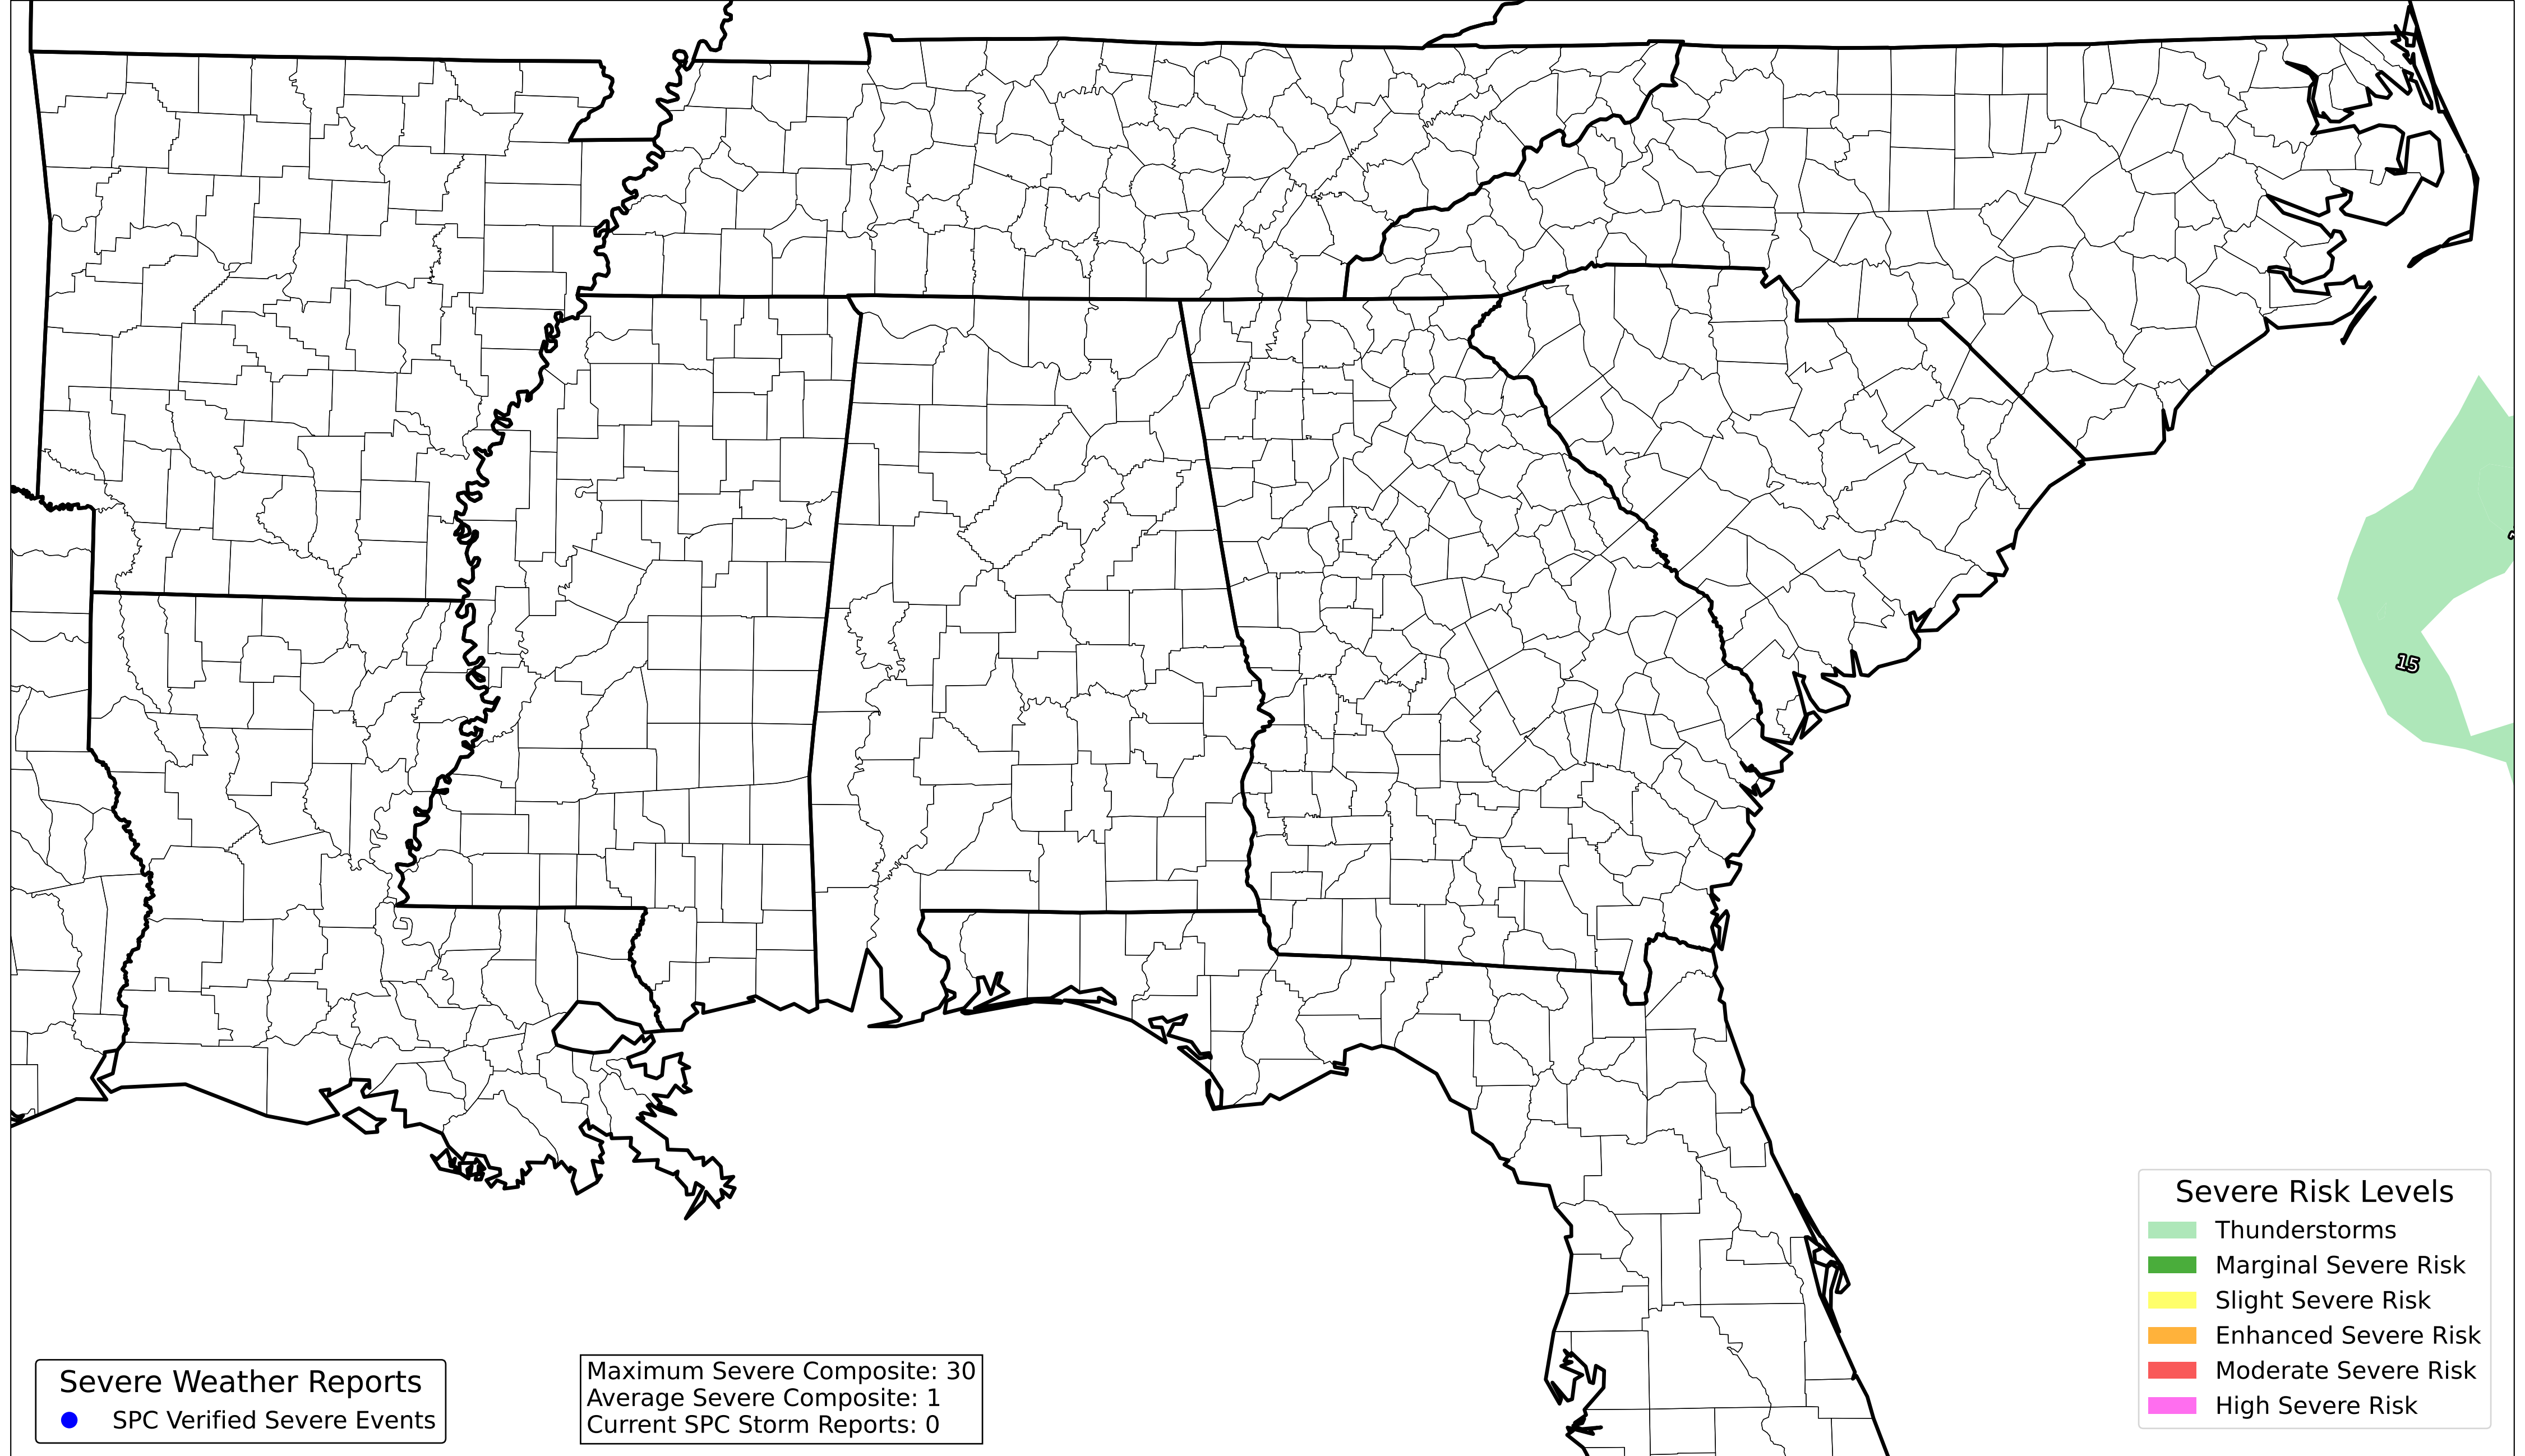 15
Severe Risk Levels
Thunderstorms
Marginal Severe Risk
Slight Severe Risk
Enhanced Severe Risk
Moderate Severe Risk
High Severe Risk
Severe Weather Reports
SPC Verified Severe Events
Maximum Severe Composite: 30
Average Severe Composite: 1
Current SPC Storm Reports: 0